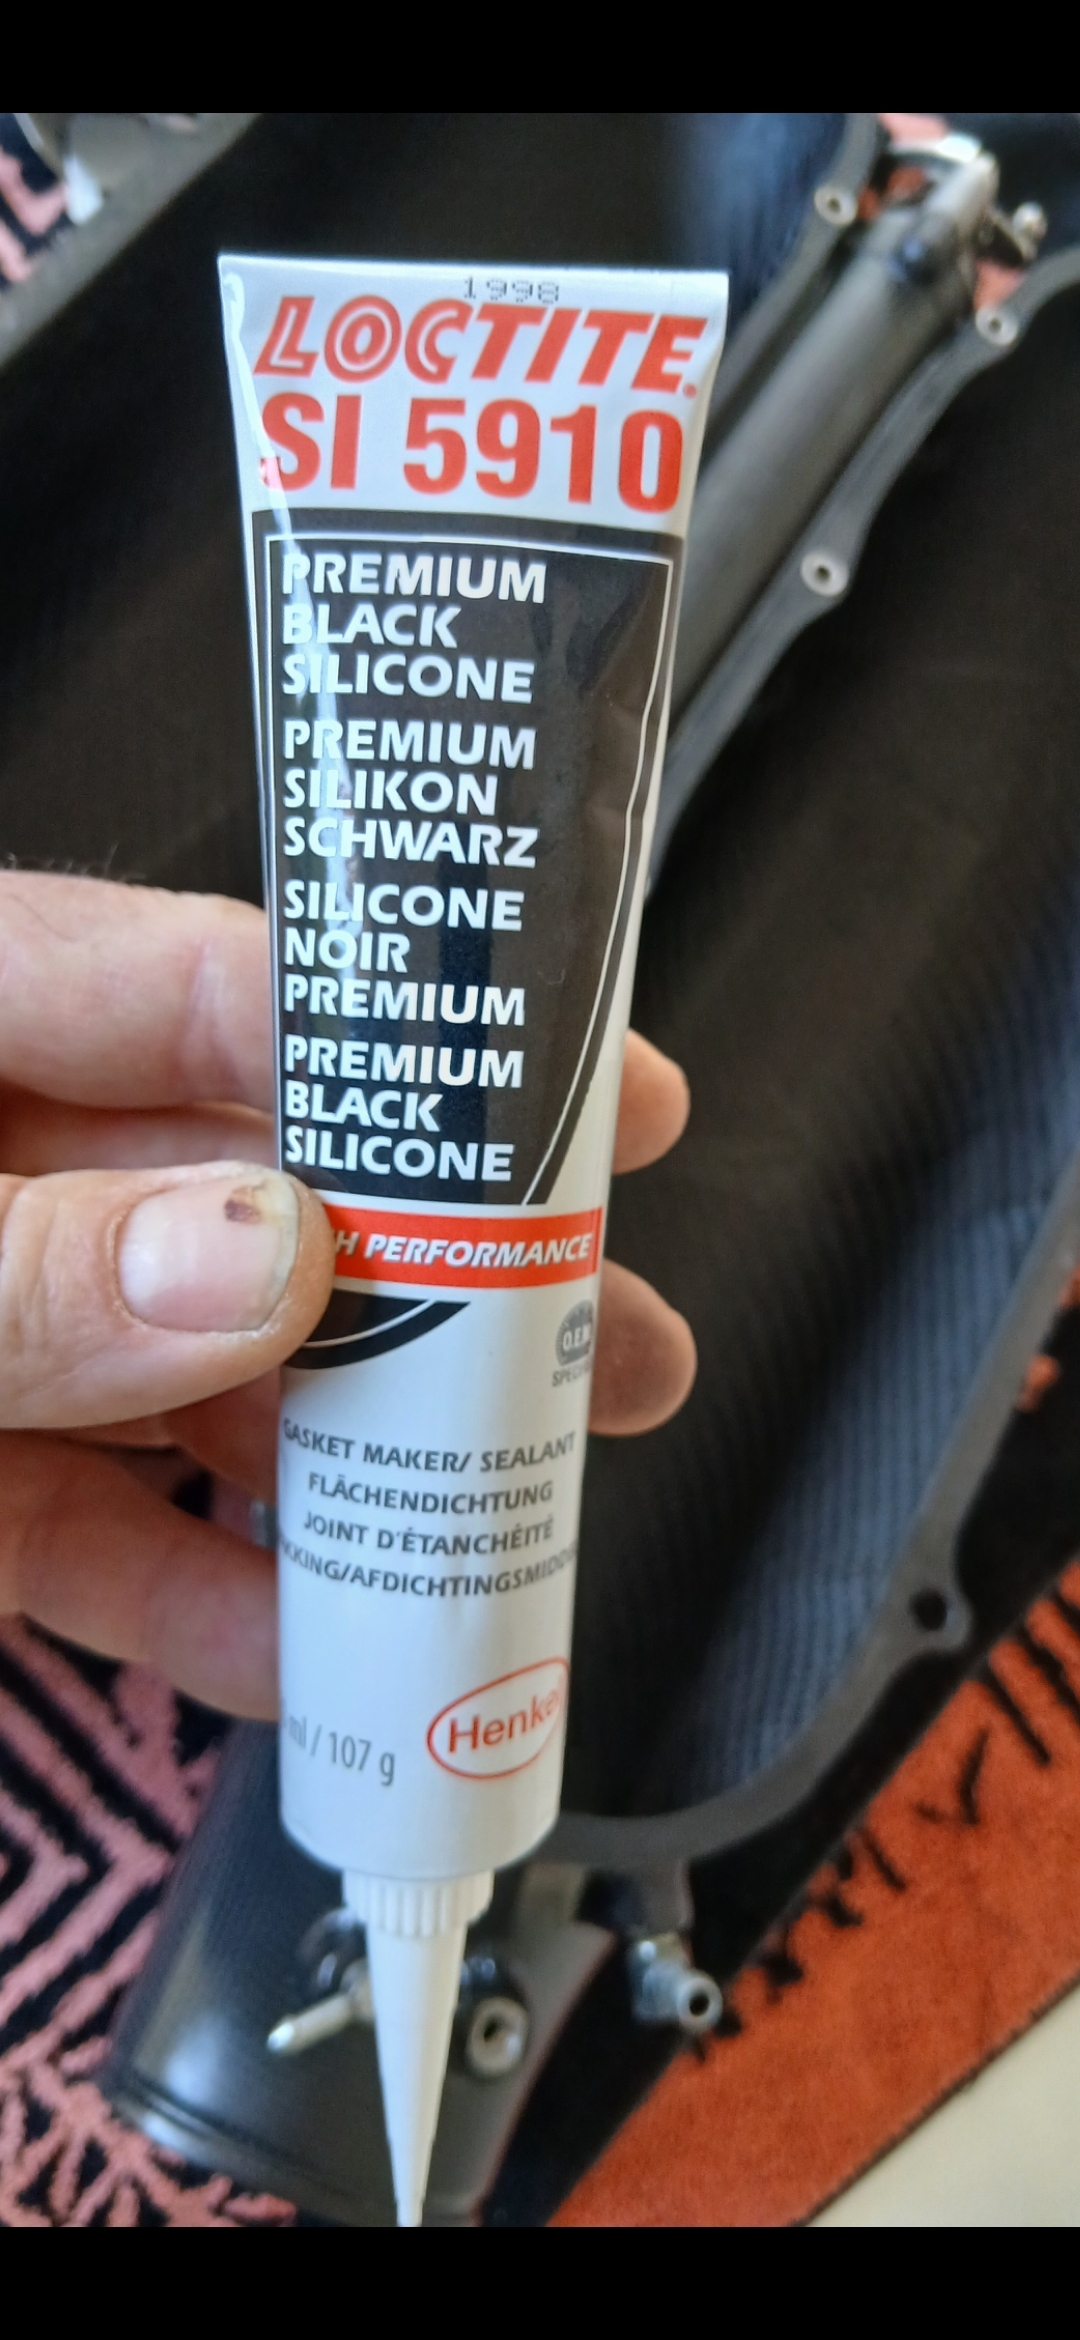 1998
LOCTITE.
SI 5910
PREMIUM
BLACK
SILICONE
PREMIUM
SILIKON
SCHWARZ
SILICONE
NOIR
PREMIUM
PREMIUM
BLACK
SILICONE
H PERFORMANCE
O.E.M
GASKET MAKER/ SEALANT
FLÄCHENDICHTUNG
JOINT D'ÉTANCHÉITÉ
ml / 107 g
Henkel